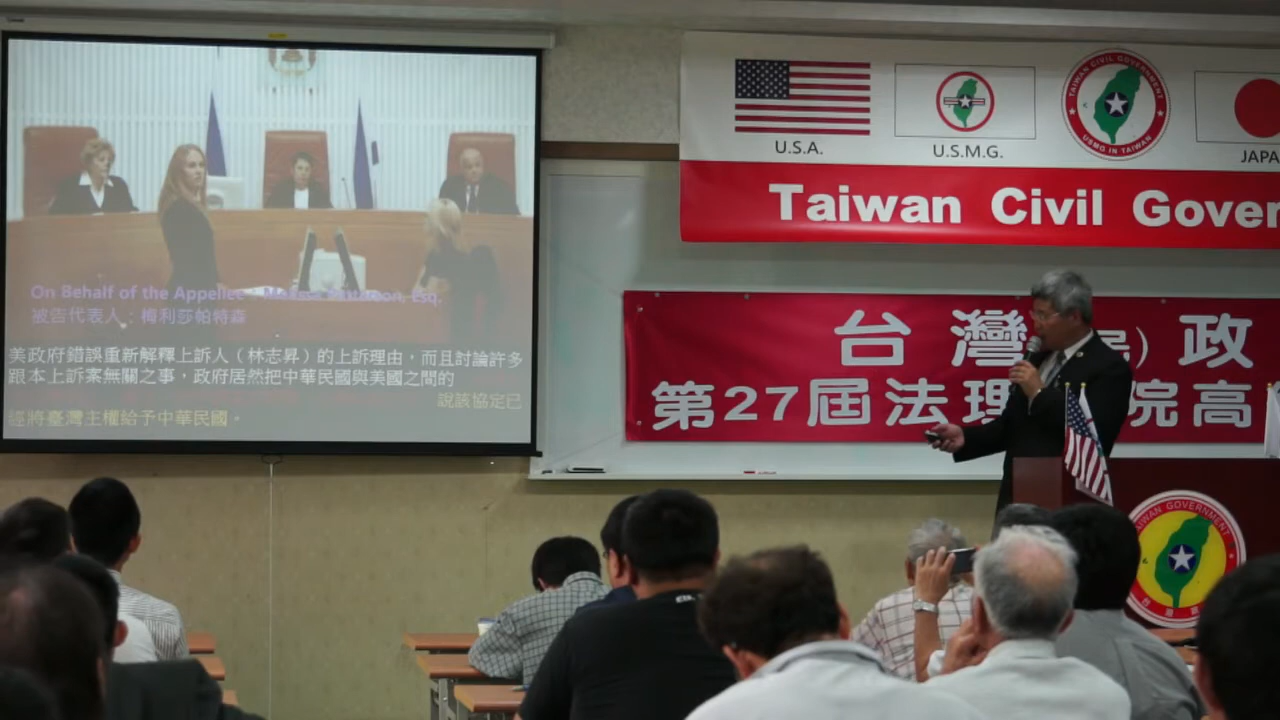 On Behalf of the Appellee
Esq.
被告代表人：梅利莎帕特森
美政府錯誤重新解釋上訴人（林志昇）的上訴理由，而且討論許多
跟本上訴案無關之事，政府居然把中華民國與美國之間的
說該協定已
經將臺灣主權給予中華民國。
U.S.A.
U.S.M.G.
TAIWAN CIVIL GOVERNMENT
USMG IN TAIWAN
JAPA
Taiwan Civil Gover
台灣
）政
第27屆法理
院高
TAIWAN GOVERNMENT